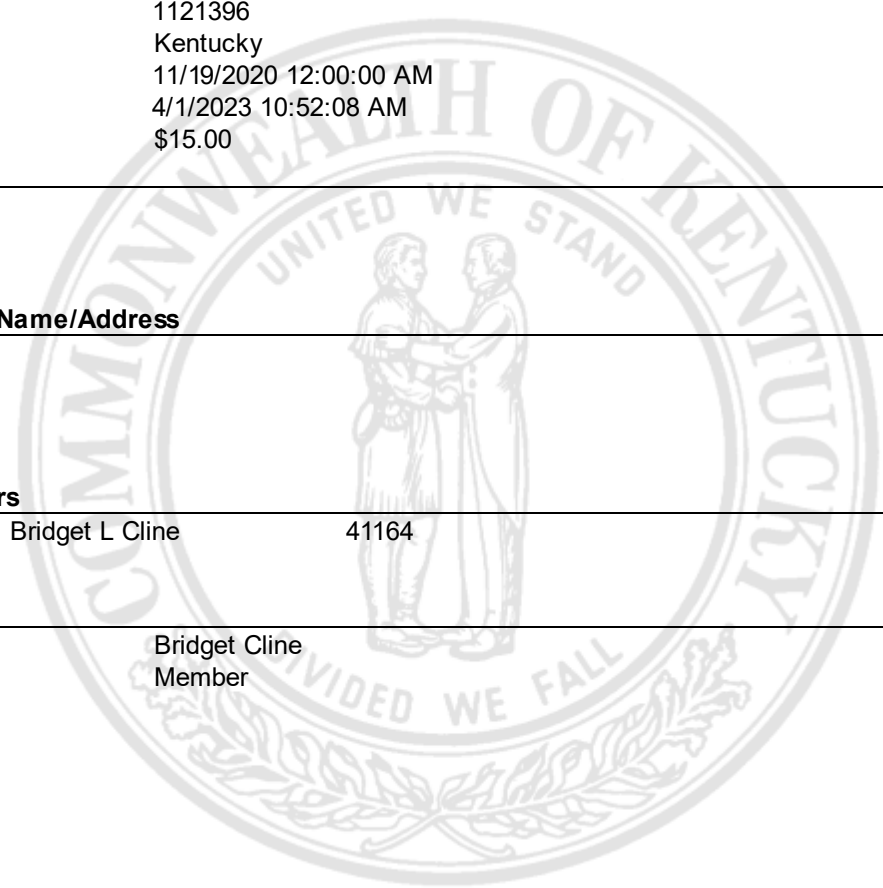 1121396
Kentucky
11/19/2020 12:00:00 AM
4/1/2023 10:52:08 AM
$15.00
COMMONWEALTH OF KENTUCKY
UNITED WE STAND
Name/Address
rs
Bridget L Cline 41164
Bridget Cline
Member
DIVIDED WE FALL